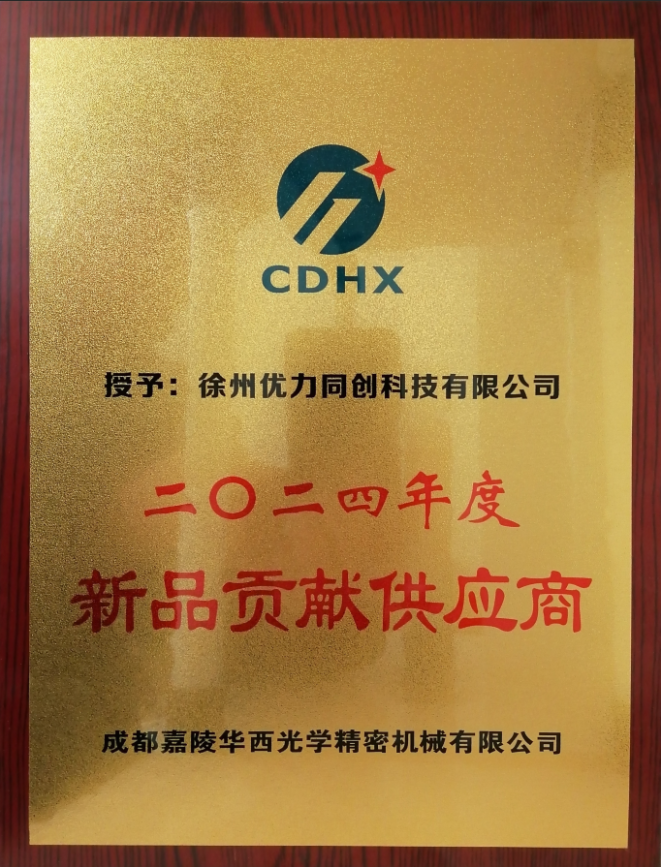 CDHX
授予：徐州优力同创科技有限公司
二〇二四年度
新品贡献供应商
成都嘉陵华西光学精密机械有限公司